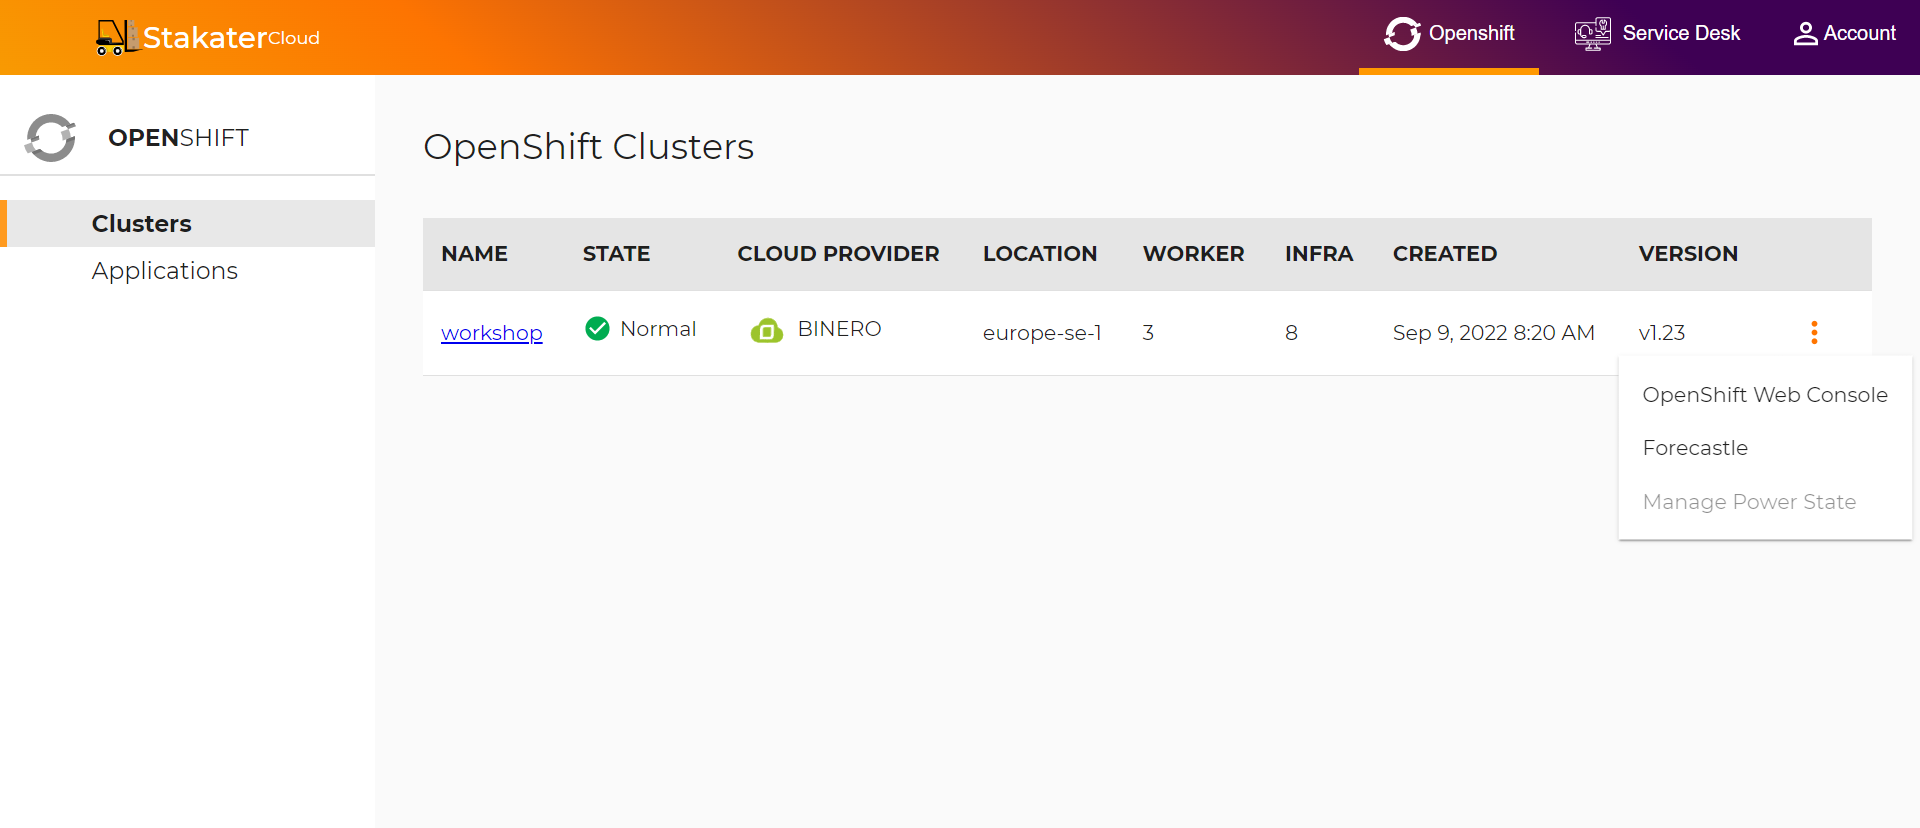 StakaterCloud
Openshift
Service Desk
Account
OPENSHIFT
Clusters
Applications
OpenShift Clusters
NAME STATE CLOUD PROVIDER LOCATION WORKER INFRA CREATED VERSION
workshop Normal BINERO europe-se-1 3 8 Sep 9, 2022 8:20 AM v1.23
OpenShift Web Console
Forecastle
Manage Power State